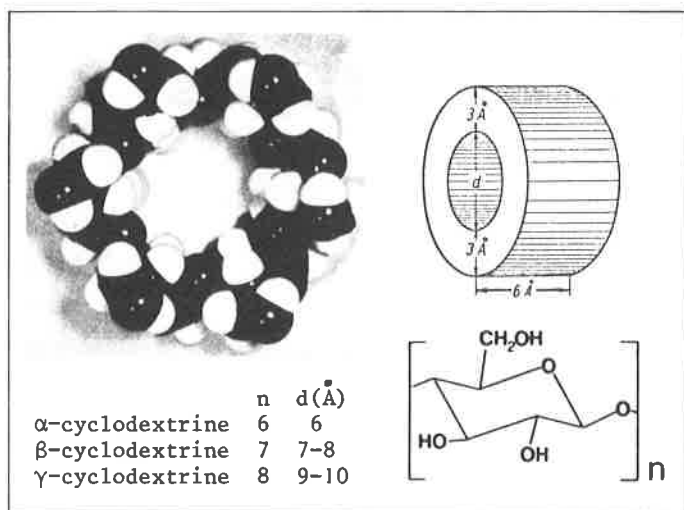 n d(Å)
α-cyclodextrine 6 6
β-cyclodextrine 7 7-8
γ-cyclodextrine 8 9-10
3 Å
d
3 Å
6 Å
CH₂OH
O
O
HO
OH
n